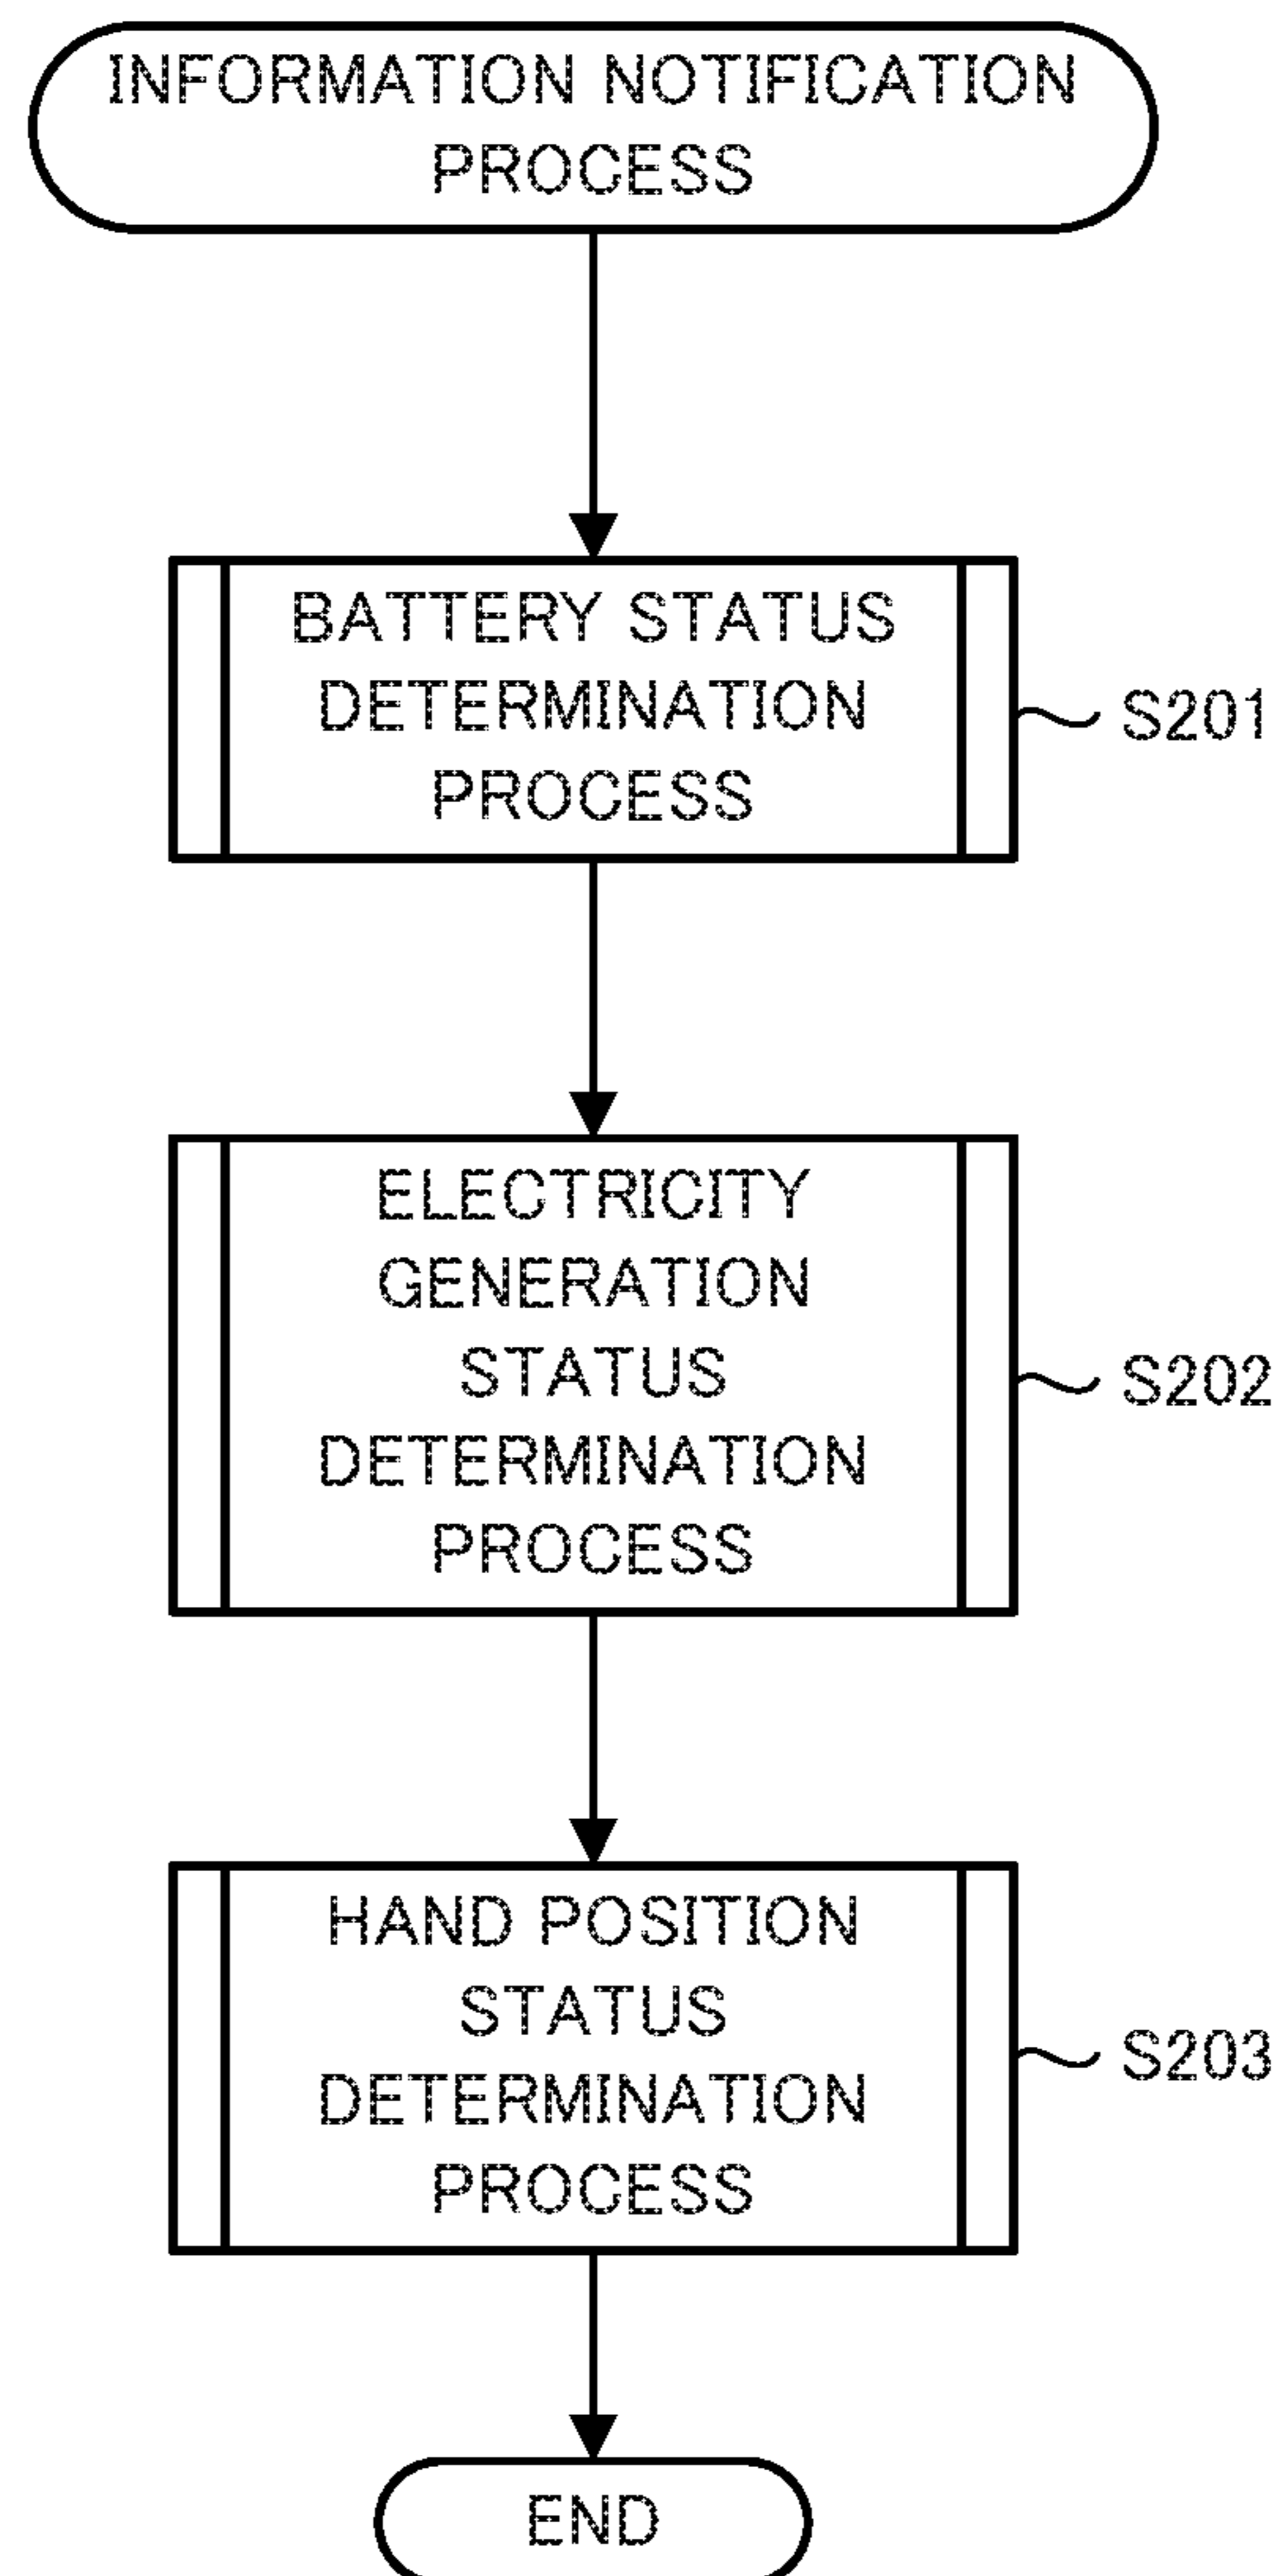 INFORMATION NOTIFICATION
PROCESS
BATTERY STATUS
DETERMINATION
PROCESS
S201
ELECTRICITY
GENERATION
STATUS
DETERMINATION
PROCESS
S202
HAND POSITION
STATUS
DETERMINATION
PROCESS
S203
END